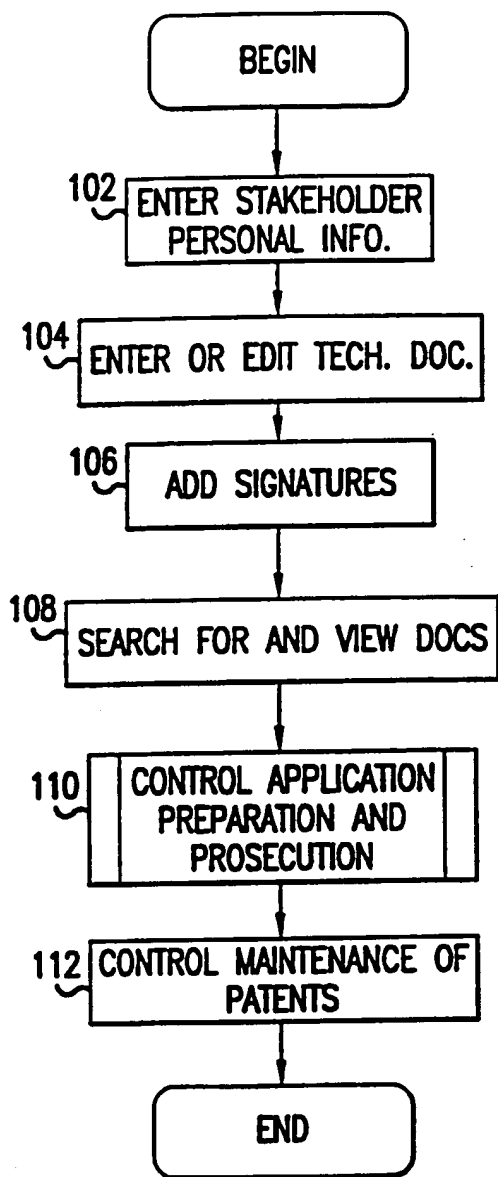 BEGIN
102
ENTER STAKEHOLDER
PERSONAL INFO.
104
ENTER OR EDIT TECH. DOC.
106
ADD SIGNATURES
108
SEARCH FOR AND VIEW DOCS
110
CONTROL APPLICATION
PREPARATION AND
PROSECUTION
112
CONTROL MAINTENANCE OF
PATENTS
END